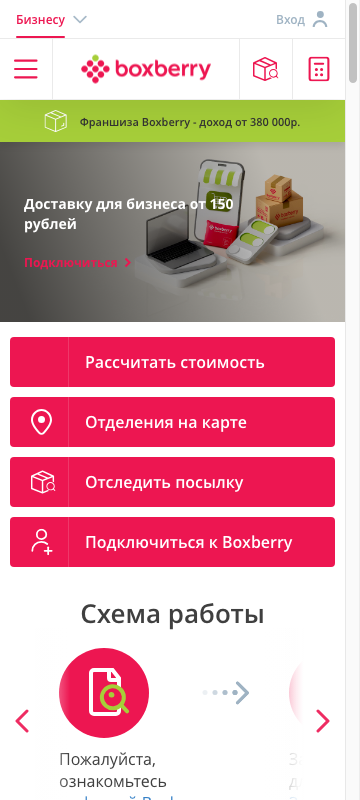 Бизнесу
Вход
boxberry
Франшиза Boxberry - доход от 380 000р.
Доставку для бизнеса от 150
рублей
Подключиться
Рассчитать стоимость
Отделения на карте
Отследить посылку
Подключиться к Boxberry
Схема работы
Пожалуйста,
ознакомьтесь